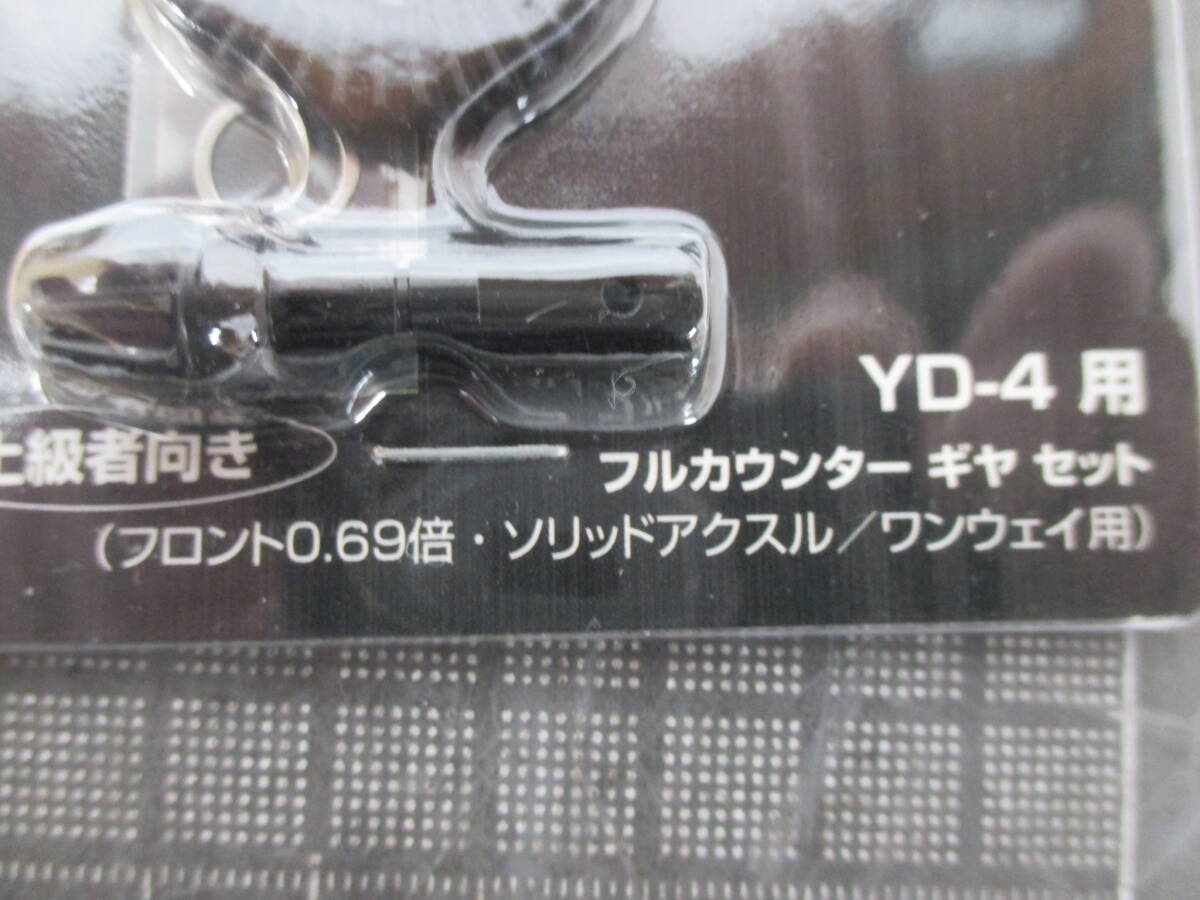 YD-4 用
上級者向き
フルカウンター ギヤ セット
(フロント0.69倍・ソリッドアクスル／ワンウェイ用)